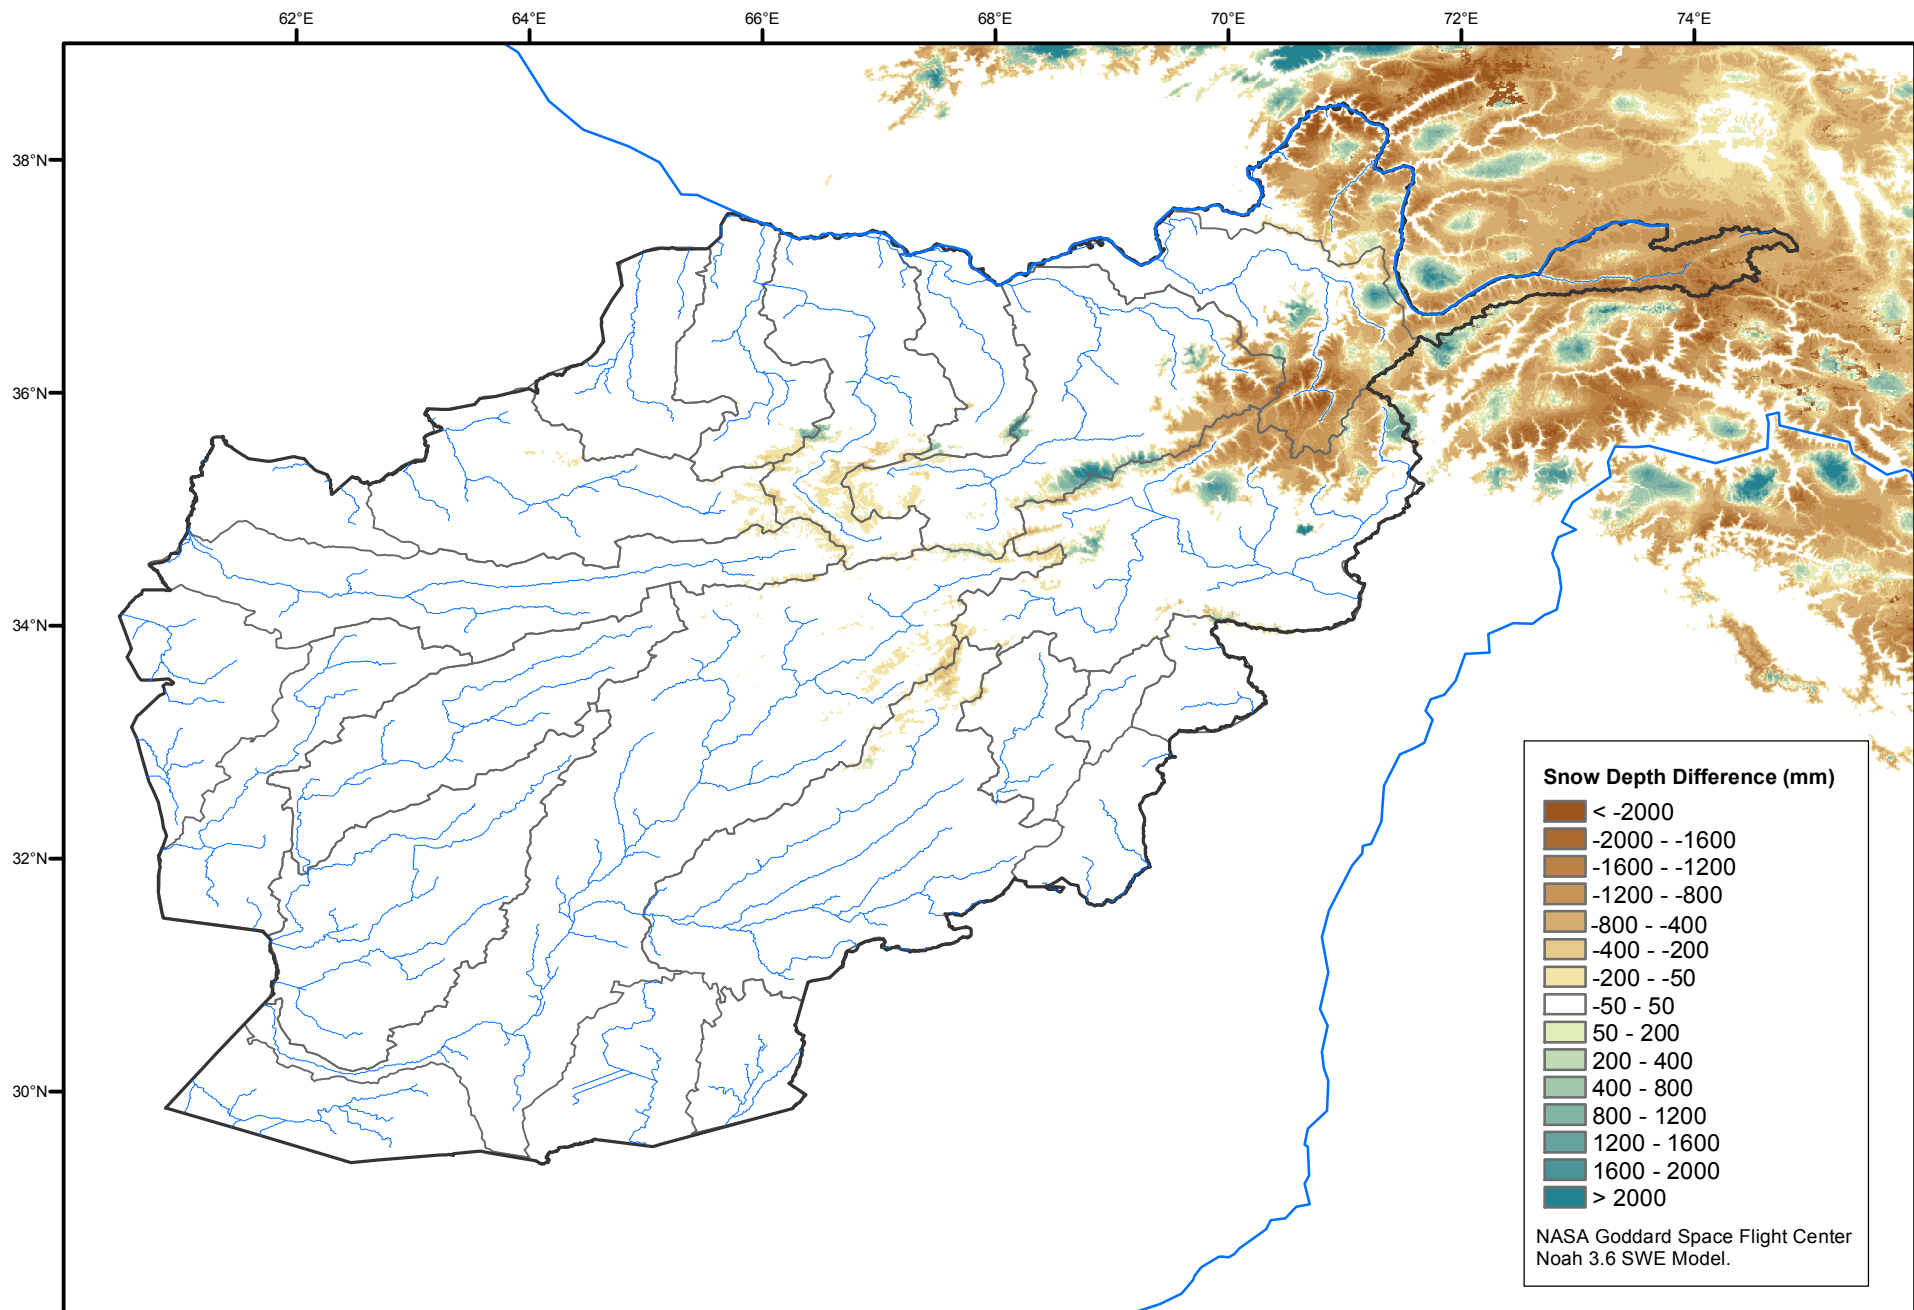 62°E 64°E 66°E 68°E 70°E 72°E 74°E
38°N
36°N
34°N
32°N
30°N
Snow Depth Difference (mm)
< -2000
-2000 - -1600
-1600 - -1200
-1200 - -800
-800 - -400
-400 - -200
-200 - -50
-50 - 50
50 - 200
200 - 400
400 - 800
800 - 1200
1200 - 1600
1600 - 2000
> 2000
NASA Goddard Space Flight Center
Noah 3.6 SWE Model.